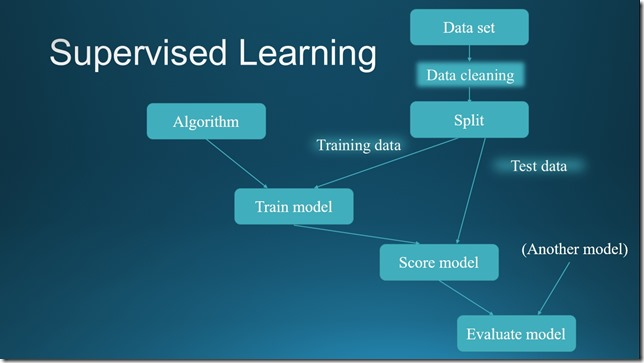 Supervised Learning
Data set
Data cleaning
Split
Algorithm
Training data
Test data
Train model
Score model
(Another model)
Evaluate model